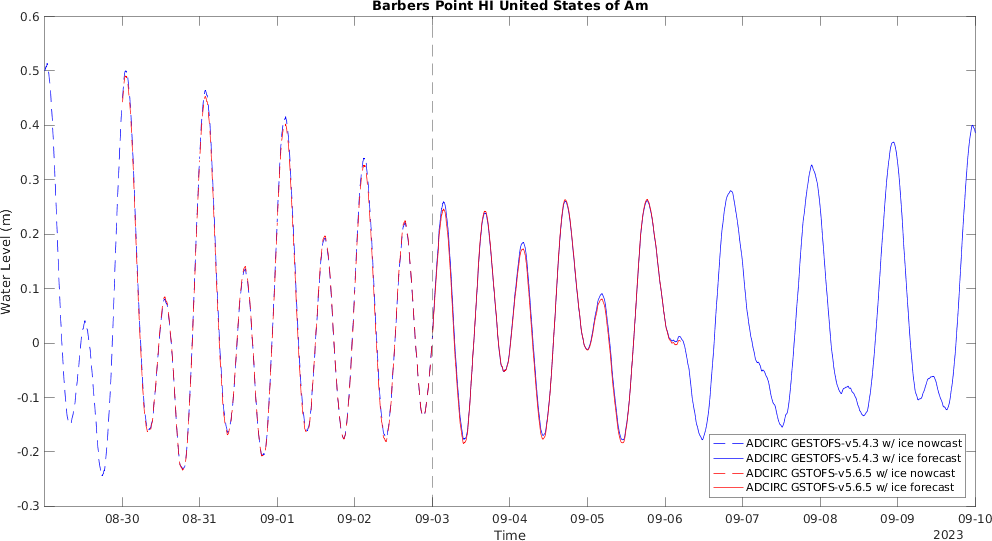 Barbers Point HI United States of Am
0.6
0.5
0.4
0.3
0.2
0.1
0
-0.1
-0.2
-0.3
Water Level (m)
08-30 08-31 09-01 09-02 09-03 09-04 09-05 09-06 09-07 09-08 09-09 09-10
Time
2023
ADCIRC GESTOFS-v5.4.3 w/ ice nowcast
ADCIRC GESTOFS-v5.4.3 w/ ice forecast
ADCIRC GSTOFS-v5.6.5 w/ ice nowcast
ADCIRC GSTOFS-v5.6.5 w/ ice forecast